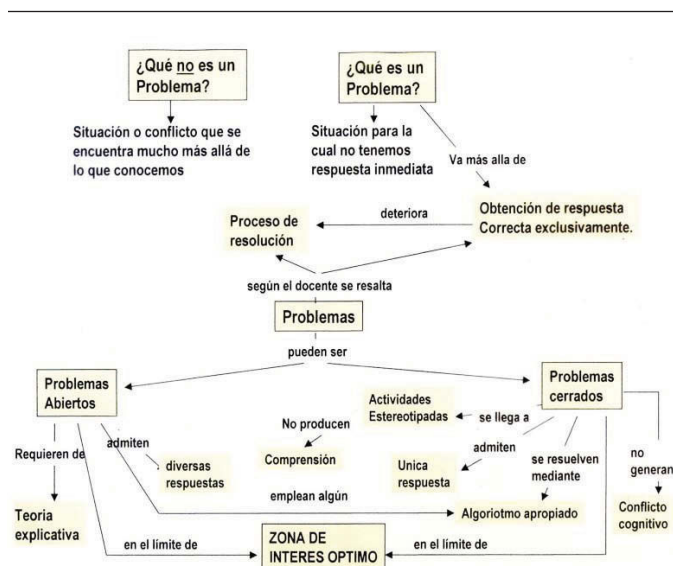 ¿Qué no es un
Problema?
¿Qué es un
Problema?
Situación o conflicto que se
encuentra mucho más allá de
lo que conocemos
Situación para la
cual no tenemos
respuesta inmediata
Va más alla de
Proceso de
resolución
deteriora
Obtención de respuesta
Correcta exclusivamente.
según el docente se resalta
Problemas
pueden ser
Problemas
Abiertos
Problemas
cerrados
Actividades
Estereotipadas
se llega a
No producen
Comprensión
Requieren de
admiten
diversas
respuestas
Unica
respuesta
admiten
se resuelven
mediante
no
generan
emplean algún
Algoriotmo apropiado
Conflicto
cognitivo
Teoria
explicativa
en el límite de
ZONA DE
INTERES OPTIMO
en el límite de